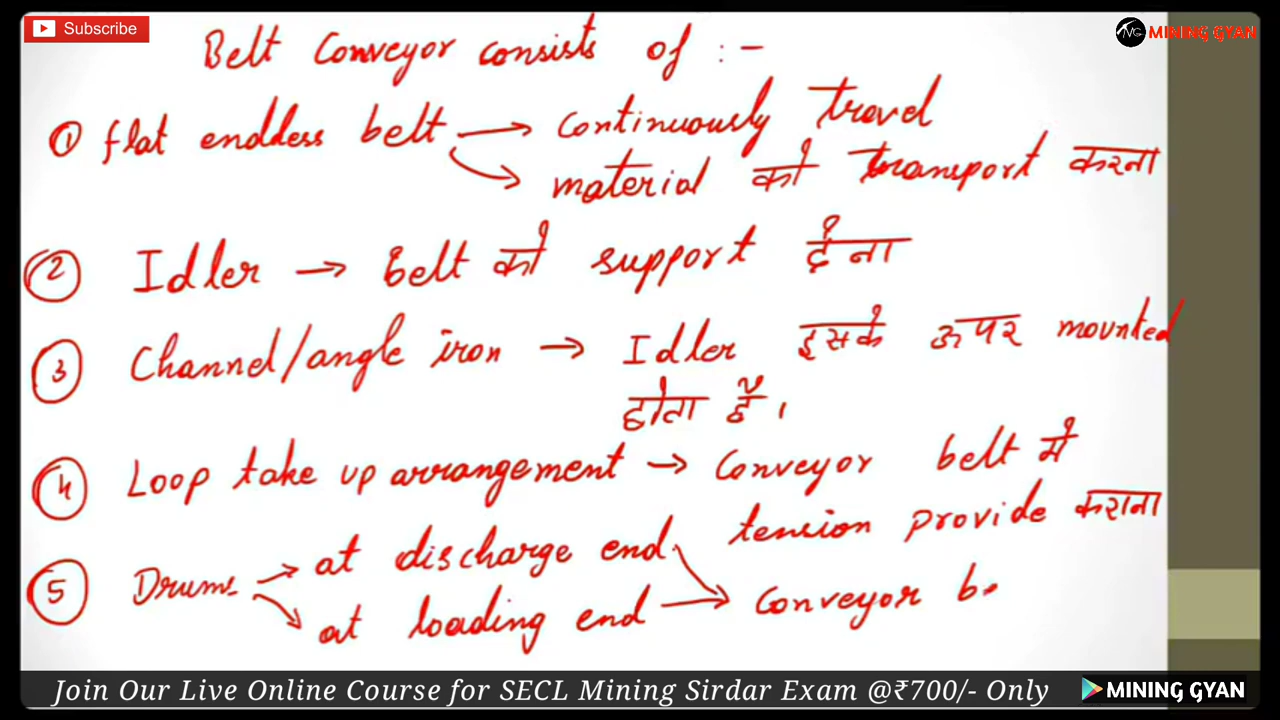 Subscribe
MINING GYAN
Belt Conveyor consists of :-
① flat enddess belt → continuously travel
→ material को transport करना
② Idler → Belt को support देना
③ Channel/angle iron → Idler इसके ऊपर mounted
होता है।
④ Loop take up arrangement → Conveyor belt में
tension provide कराना
⑤ Drums → at discharge end
→ at loading end → Conveyor b
Join Our Live Online Course for SECL Mining Sirdar Exam @₹700/- Only
MINING GYAN